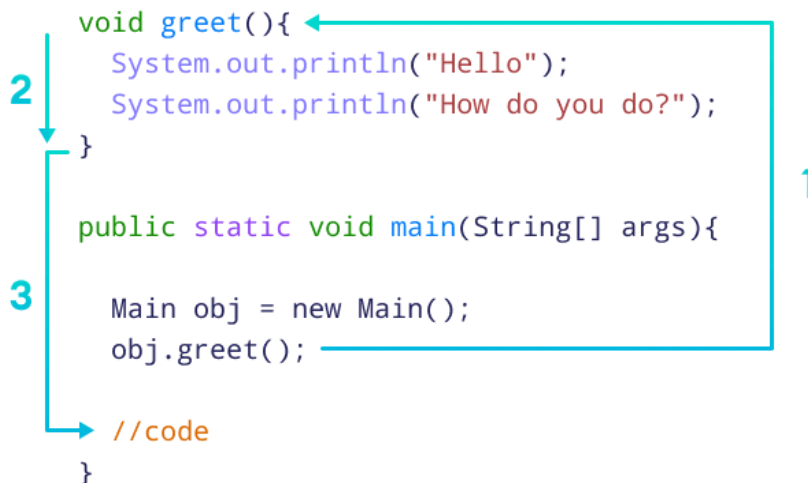 void greet(){
System.out.println("Hello");
2
System.out.println("How do you do?");
}
public static void main(String[] args){
3
Main obj = new Main();
obj.greet();
//code
}